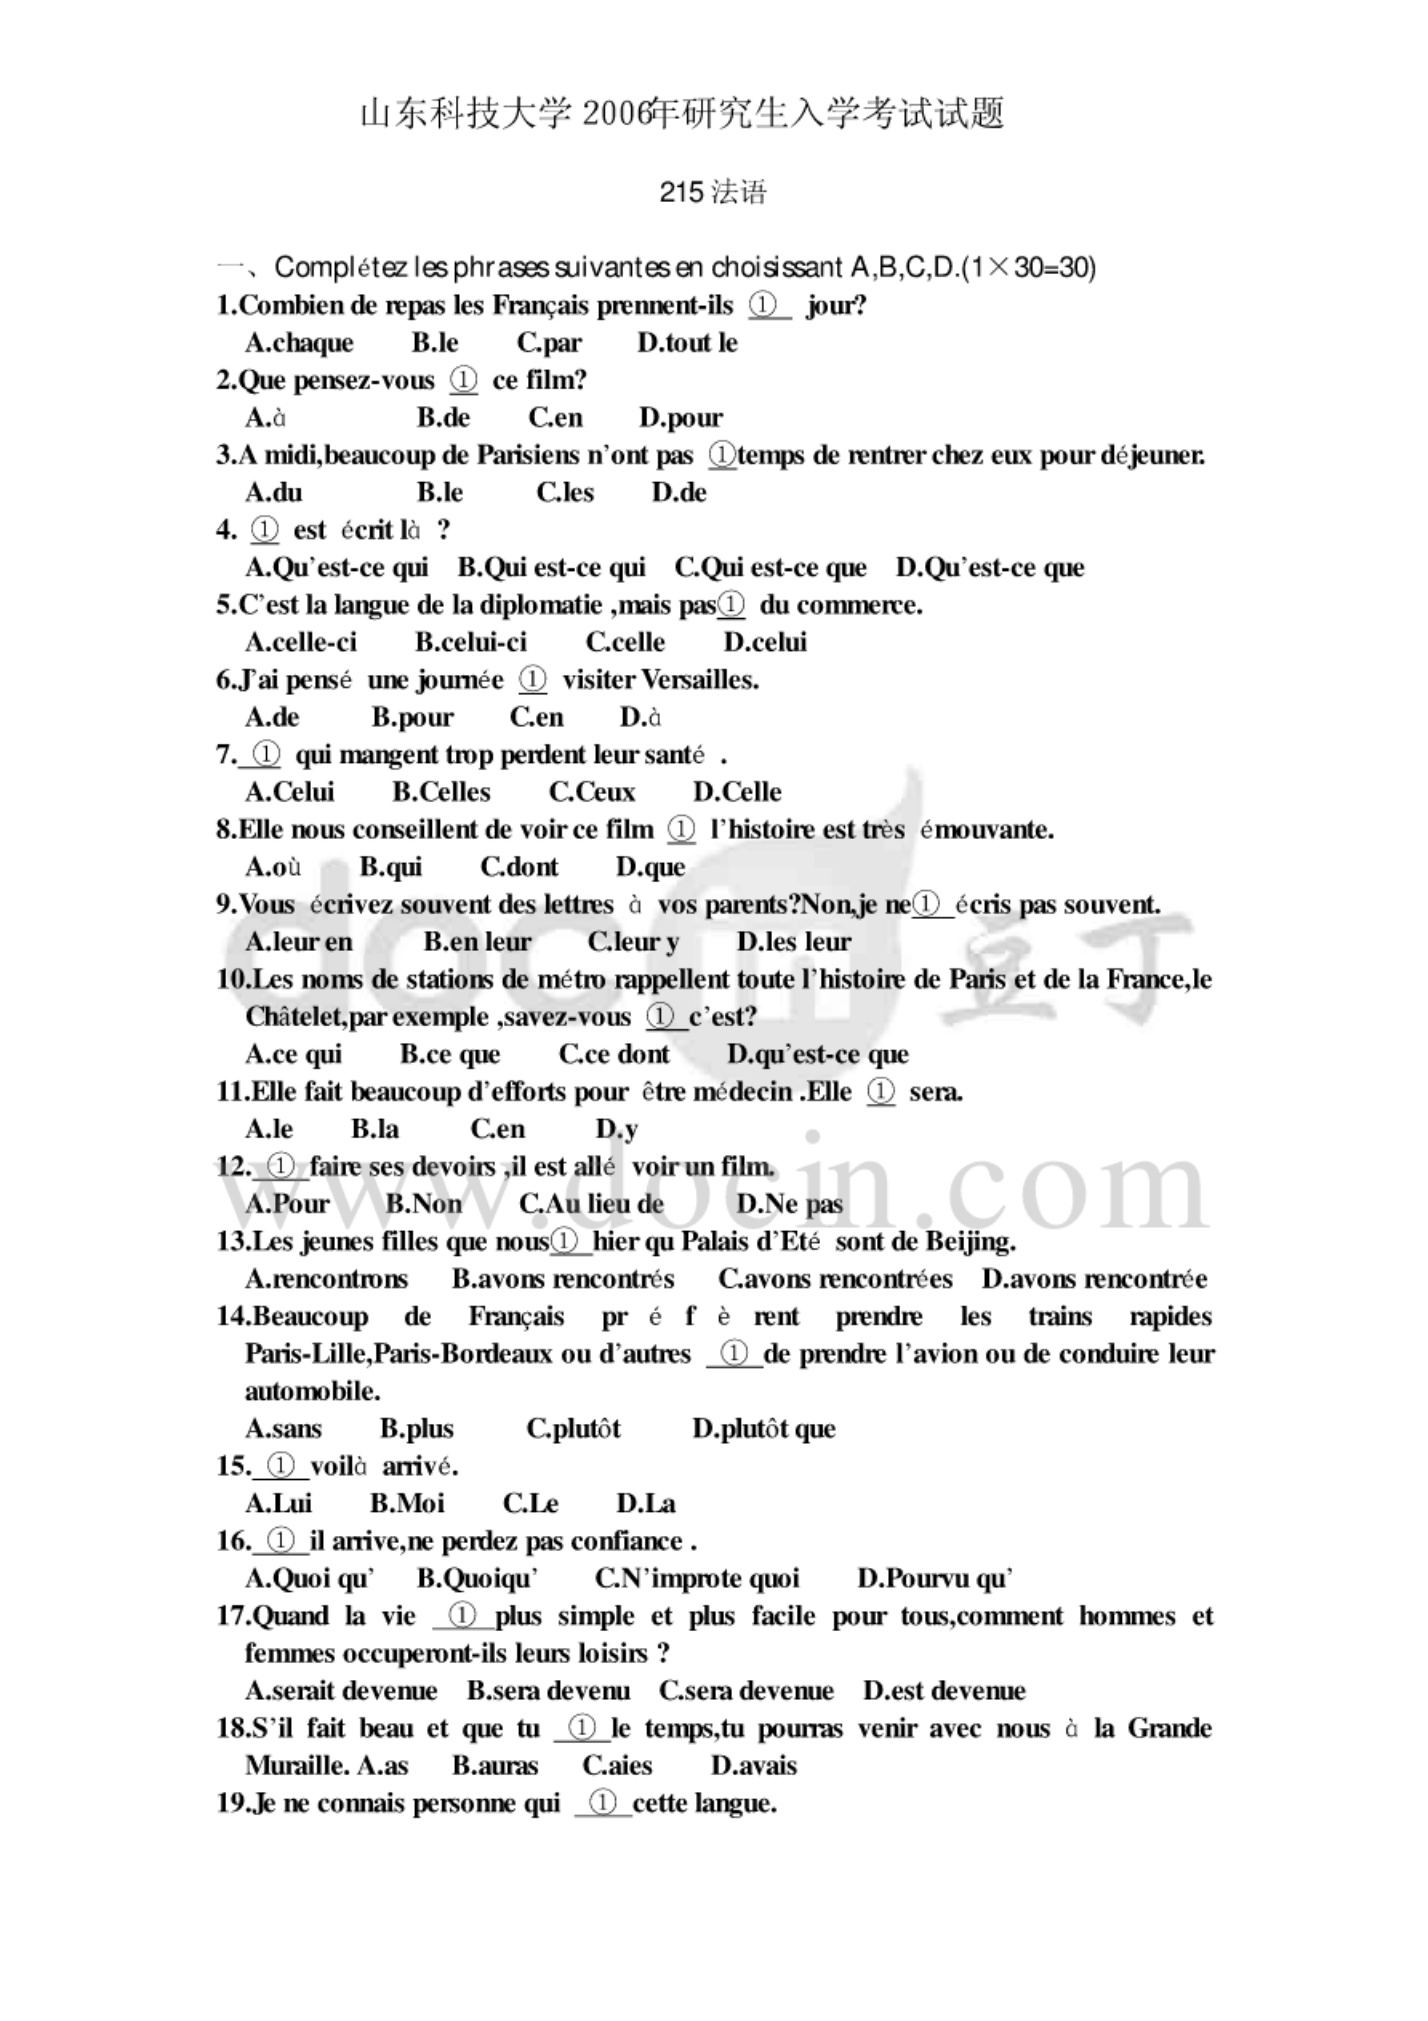 山东科技大学 2006年研究生入学考试试题
215 法语
一、Complétez les phrases suivantes en choisissant A,B,C,D.(1×30=30)
1.Combien de repas les Français prennent-ils ① jour?
A.chaque B.le C.par D.tout le
2.Que pensez-vous ① ce film?
A.à B.de C.en D.pour
3.A midi,beaucoup de Parisiens n'ont pas ①temps de rentrer chez eux pour déjeuner.
A.du B.le C.les D.de
4. ① est écrit là ?
A.Qu'est-ce qui B.Qui est-ce qui C.Qui est-ce que D.Qu'est-ce que
5.C'est la langue de la diplomatie ,mais pas① du commerce.
A.celle-ci B.celui-ci C.celle D.celui
6.J'ai pensé une journée ① visiter Versailles.
A.de B.pour C.en D.à
7. ① qui mangent trop perdent leur santé .
A.Celui B.Celles C.Ceux D.Celle
8.Elle nous conseillent de voir ce film ① l'histoire est très émouvante.
A.où B.qui C.dont D.que
9.Vous écrivez souvent des lettres à vos parents?Non,je ne① écris pas souvent.
A.leur en B.en leur C.leur y D.les leur
10.Les noms de stations de métro rappellent toute l'histoire de Paris et de la France,le
Châtelet,par exemple ,savez-vous ① c'est?
A.ce qui B.ce que C.ce dont D.qu'est-ce que
11.Elle fait beaucoup d'efforts pour être médecin .Elle ① sera.
A.le B.la C.en D.y
12. ① faire ses devoirs ,il est allé voir un film.
A.Pour B.Non C.Au lieu de D.Ne pas
13.Les jeunes filles que nous① hier qu Palais d'Eté sont de Beijing.
A.rencontrons B.avons rencontrés C.avons rencontrées D.avons rencontrée
14.Beaucoup de Français pr é f è rent prendre les trains rapides
Paris-Lille,Paris-Bordeaux ou d'autres ① de prendre l'avion ou de conduire leur
automobile.
A.sans B.plus C.plutôt D.plutôt que
15. ① voilà arrivé.
A.Lui B.Moi C.Le D.La
16. ① il arrive,ne perdez pas confiance .
A.Quoi qu' B.Quoiqu' C.N'improte quoi D.Pourvu qu'
17.Quand la vie ① plus simple et plus facile pour tous,comment hommes et
femmes occuperont-ils leurs loisirs ?
A.serait devenue B.sera devenu C.sera devenue D.est devenue
18.S'il fait beau et que tu ① le temps,tu pourras venir avec nous à la Grande
Muraille. A.as B.auras C.aies D.avais
19.Je ne connais personne qui ① cette langue.
docin 豆丁
www.docin.com